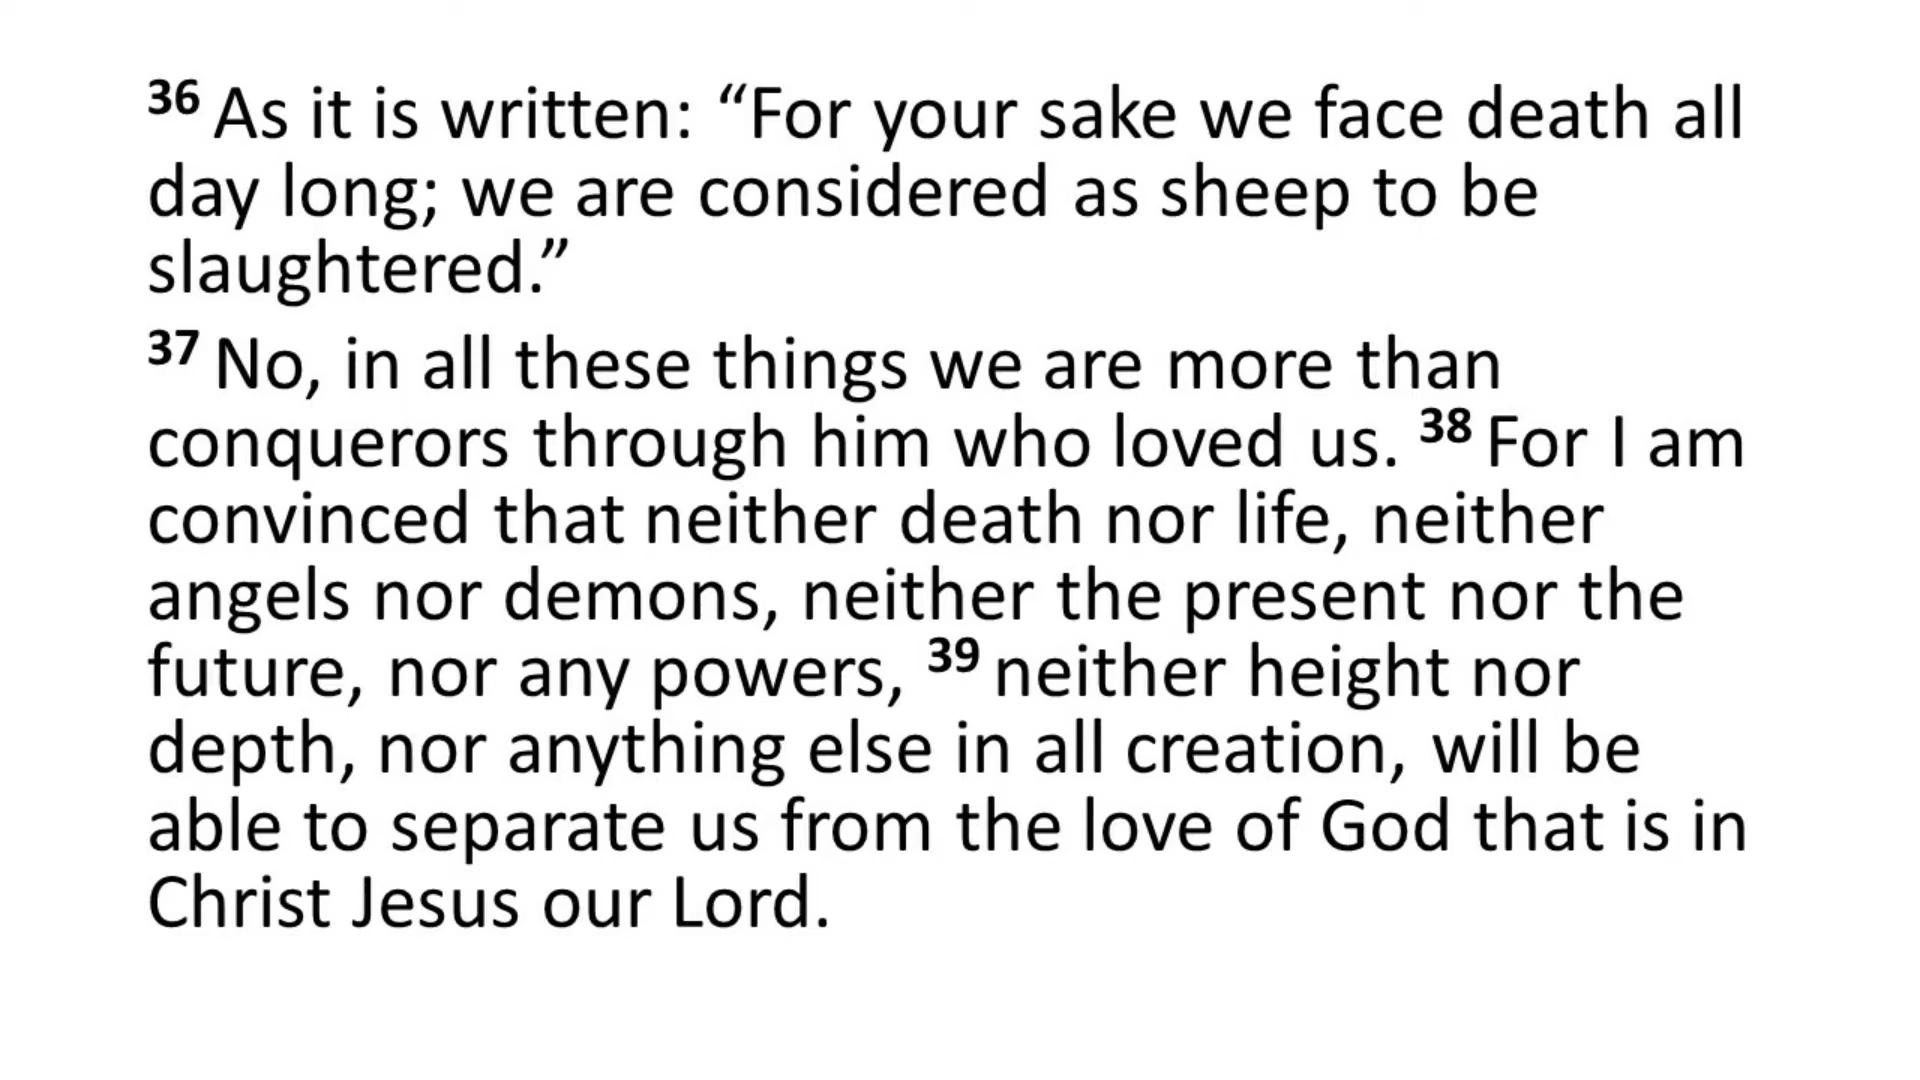 36 As it is written: “For your sake we face death all
day long; we are considered as sheep to be
slaughtered.”
37 No, in all these things we are more than
conquerors through him who loved us. 38 For I am
convinced that neither death nor life, neither
angels nor demons, neither the present nor the
future, nor any powers, 39 neither height nor
depth, nor anything else in all creation, will be
able to separate us from the love of God that is in
Christ Jesus our Lord.